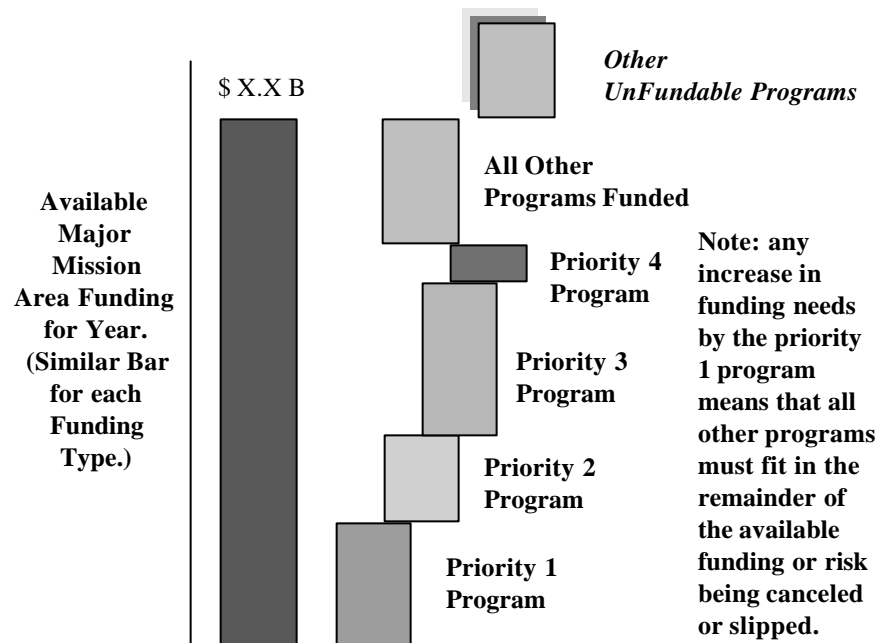 $ X.X B
Other
UnFundable Programs
All Other
Programs Funded
Available
Major
Mission
Area Funding
for Year.
(Similar Bar
for each
Funding
Type.)
Priority 4
Program
Priority 3
Program
Priority 2
Program
Priority 1
Program
Note: any
increase in
funding needs
by the priority
1 program
means that all
other programs
must fit in the
remainder of
the available
funding or risk
being canceled
or slipped.